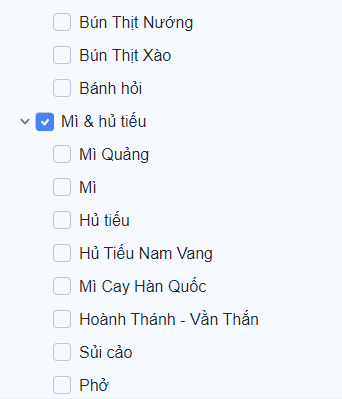 Bún Thịt Nướng
Bún Thịt Xào
Bánh hỏi
Mì & hủ tiếu
Mì Quảng
Mì
Hủ tiếu
Hủ Tiếu Nam Vang
Mì Cay Hàn Quốc
Hoành Thánh - Vằn Thắn
Sủi cảo
Phở